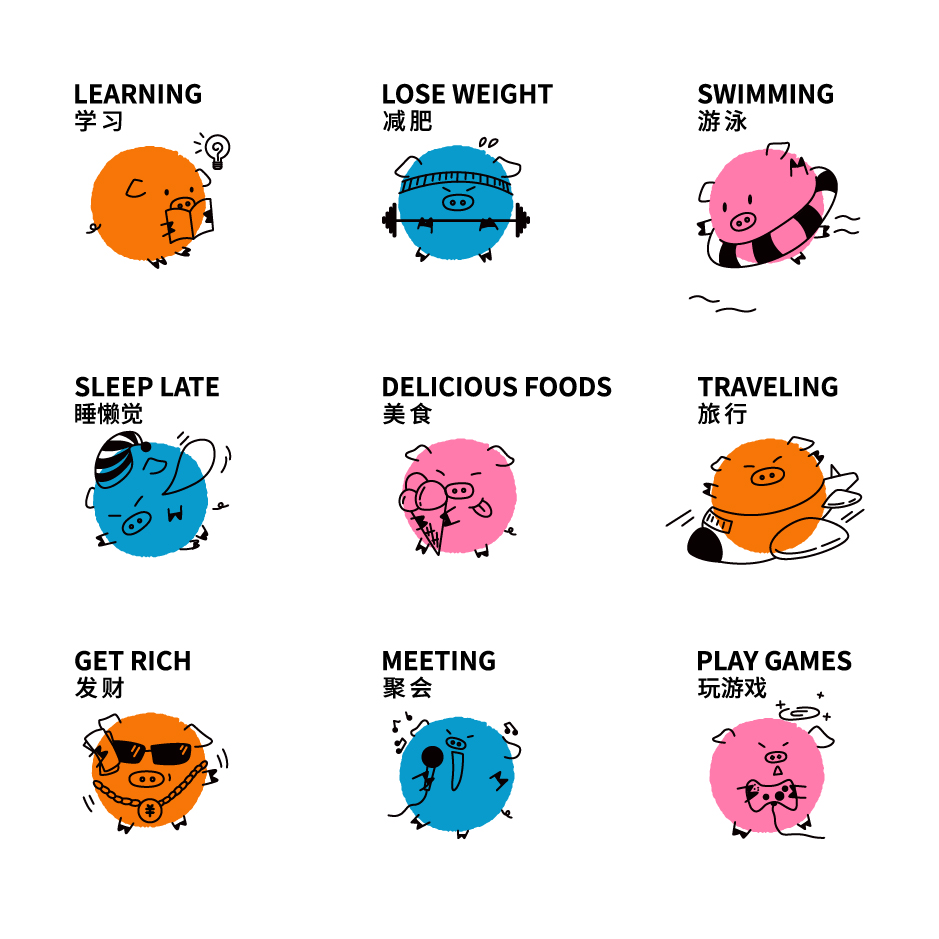 LEARNING
学习
LOSE WEIGHT
减肥
SWIMMING
游泳
SLEEP LATE
睡懒觉
DELICIOUS FOODS
美食
TRAVELING
旅行
GET RICH
发财
¥
MEETING
聚会
PLAY GAMES
玩游戏